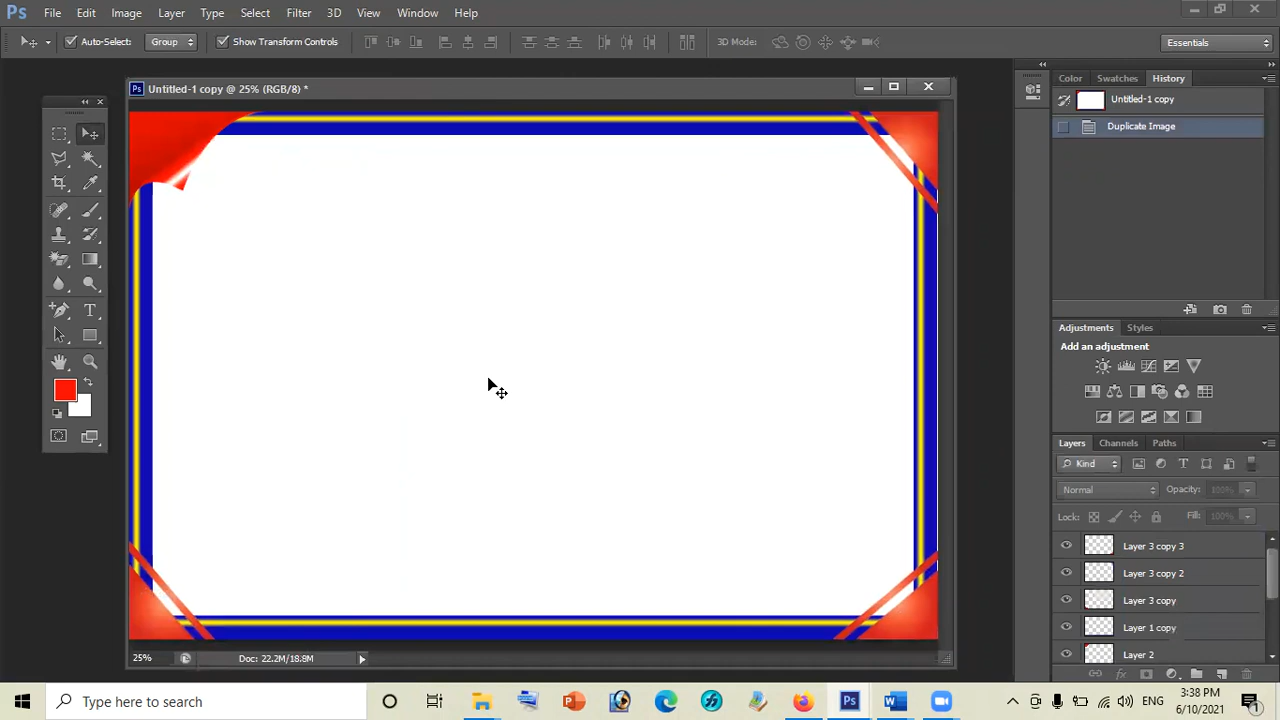 Ps File Edit Image Layer Type Select Filter 3D View Window Help
Auto-Select: Group Show Transform Controls 3D Mode: Essentials
Ps Untitled-1 copy @ 25% (RGB/8) *
Color Swatches History
Untitled-1 copy
Duplicate Image
Adjustments Styles
Add an adjustment
Layers Channels Paths
Kind
Normal Opacity: 100%
Lock: Fill: 100%
Layer 3 copy 3
Layer 3 copy 2
Layer 3 copy
Layer 1 copy
Layer 2
25% Doc: 22.2M/18.8M
Type here to search
ENG
3:38 PM
6/10/2021